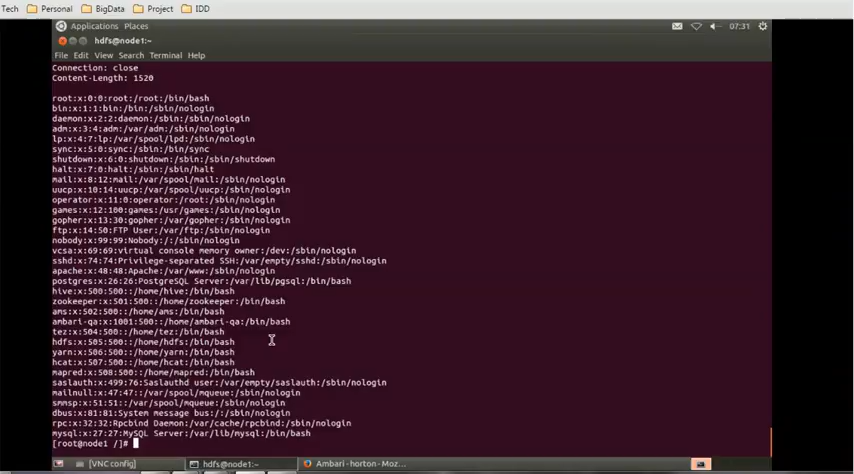 Tech Personal BigData Project IDD
Applications Places 07:31
hdfs@node1:~
File Edit View Search Terminal Help
Connection: close
Content-Length: 1520
root:x:0:0:root:/root:/bin/bash
bin:x:1:1:bin:/bin:/sbin/nologin
daemon:x:2:2:daemon:/sbin:/sbin/nologin
adm:x:3:4:adm:/var/adm:/sbin/nologin
lp:x:4:7:lp:/var/spool/lpd:/sbin/nologin
sync:x:5:0:sync:/sbin:/bin/sync
shutdown:x:6:0:shutdown:/sbin:/sbin/shutdown
halt:x:7:0:halt:/sbin:/sbin/halt
mail:x:8:12:mail:/var/spool/mail:/sbin/nologin
uucp:x:10:14:uucp:/var/spool/uucp:/sbin/nologin
operator:x:11:0:operator:/root:/sbin/nologin
games:x:12:100:games:/usr/games:/sbin/nologin
gopher:x:13:30:gopher:/var/gopher:/sbin/nologin
ftp:x:14:50:FTP User:/var/ftp:/sbin/nologin
nobody:x:99:99:Nobody:/:/sbin/nologin
vcsa:x:69:69:virtual console memory owner:/dev:/sbin/nologin
sshd:x:74:74:Privilege-separated SSH:/var/empty/sshd:/sbin/nologin
apache:x:48:48:Apache:/var/www:/sbin/nologin
postgres:x:26:26:PostgreSQL Server:/var/lib/pgsql:/bin/bash
hive:x:500:500::/home/hive:/bin/bash
zookeeper:x:501:500::/home/zookeeper:/bin/bash
ams:x:502:500::/home/ams:/bin/bash
ambari-qa:x:1001:500::/home/ambari-qa:/bin/bash
tez:x:504:500::/home/tez:/bin/bash
hdfs:x:505:500::/home/hdfs:/bin/bash
yarn:x:506:500::/home/yarn:/bin/bash
hcat:x:507:500::/home/hcat:/bin/bash
mapred:x:508:500::/home/mapred:/bin/bash
saslauth:x:499:76:Saslauthd user:/var/empty/saslauth:/sbin/nologin
mailnull:x:47:47::/var/spool/mqueue:/sbin/nologin
smmsp:x:51:51::/var/spool/mqueue:/sbin/nologin
dbus:x:81:81:System message bus:/:/sbin/nologin
rpc:x:32:32:Rpcbind Daemon:/var/cache/rpcbind:/sbin/nologin
mysql:x:27:27:MySQL Server:/var/lib/mysql:/bin/bash
[root@node1 /]#
[VNC config] hdfs@node1:~ Ambari - horton - Moz...